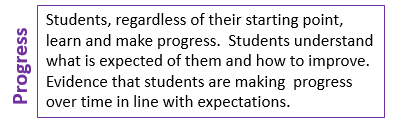 Progress
Students, regardless of their starting point,
learn and make progress.  Students understand
what is expected of them and how to improve.
Evidence that students are making  progress
over time in line with expectations.